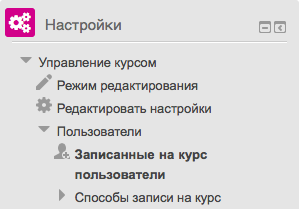 Настройки
Управление курсом
Режим редактирования
Редактировать настройки
Пользователи
Записанные на курс
пользователи
Способы записи на курс